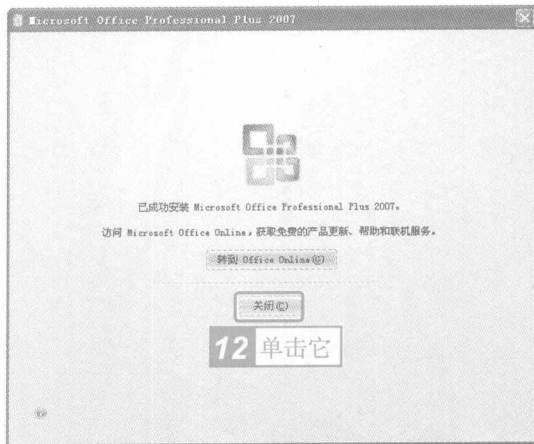 Microsoft Office Professional Plus 2007
已成功安装 Microsoft Office Professional Plus 2007。
访问 Microsoft Office Online，获取免费的产品更新、帮助和联机服务。
转到 Office Online(G)
关闭(C)
12 单击它